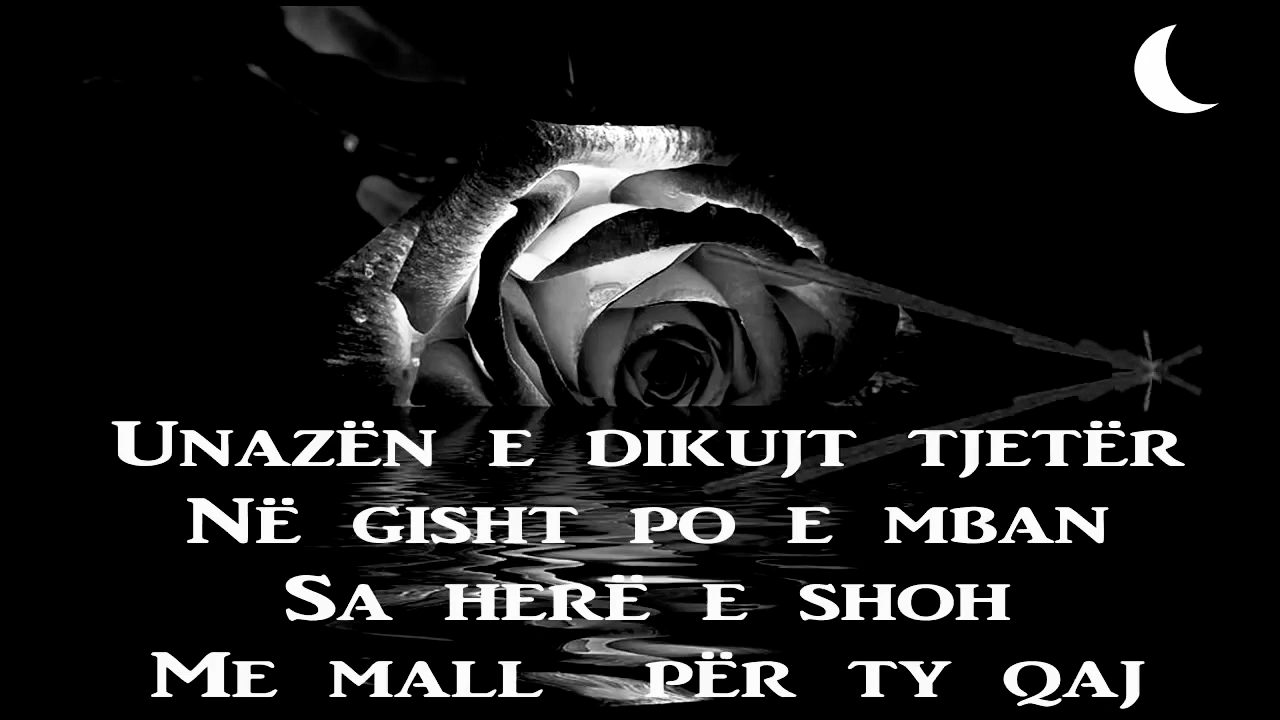 Unazën e dikujt tjetër
Në gisht po e mban
Sa herë e shoh
Me mall për ty qaj